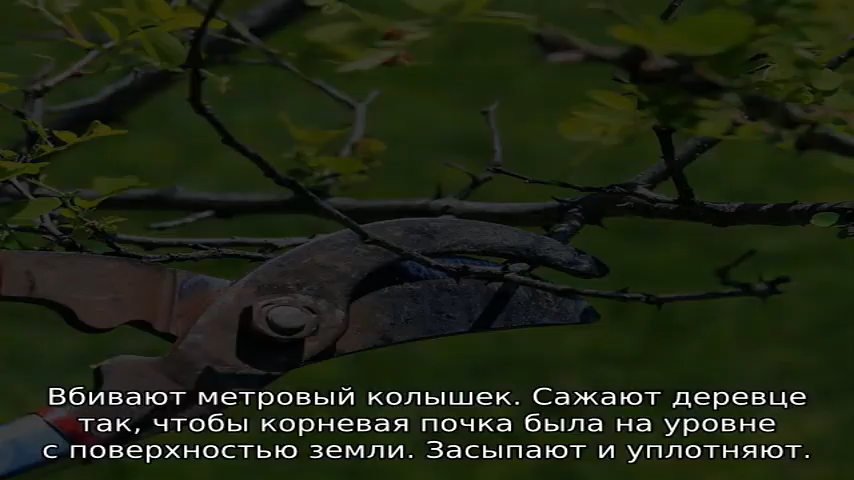 Вбивают метровый колышек. Сажают деревце
так, чтобы корневая почка была на уровне
с поверхностью земли. Засыпают и уплотняют.